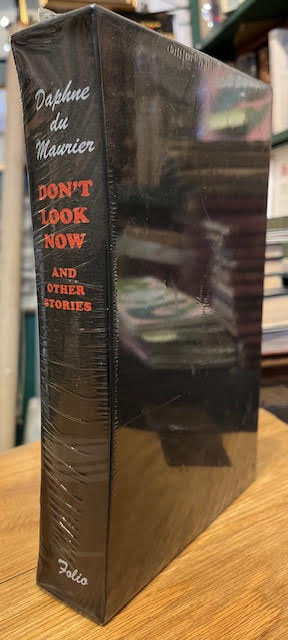 Daphne
du
Maurier
DON'T
LOOK
NOW
AND
OTHER
STORIES
Folio